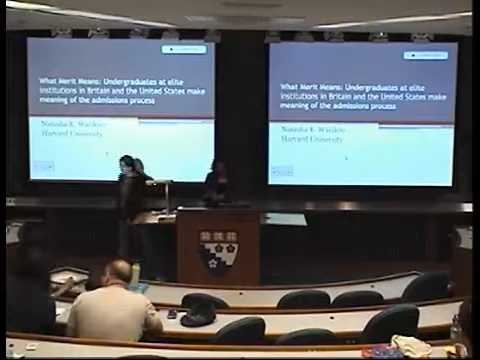 What Merit Means: Undergraduates at elite
institutions in Britain and the United States make
meaning of the admissions process
Natasha K. Warikoo
Harvard University
What Merit Means: Undergraduates at elite
institutions in Britain and the United States make
meaning of the admissions process
Natasha K. Warikoo
Harvard University